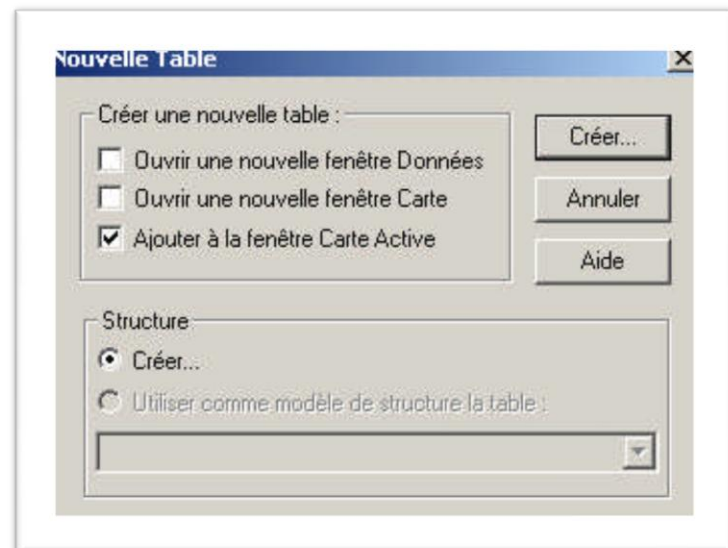 Nouvelle Table
Créer une nouvelle table :
Ouvrir une nouvelle fenêtre Données
Ouvrir une nouvelle fenêtre Carte
Ajouter à la fenêtre Carte Active
Créer...
Annuler
Aide
Structure
Créer...
Utiliser comme modèle de structure la table :